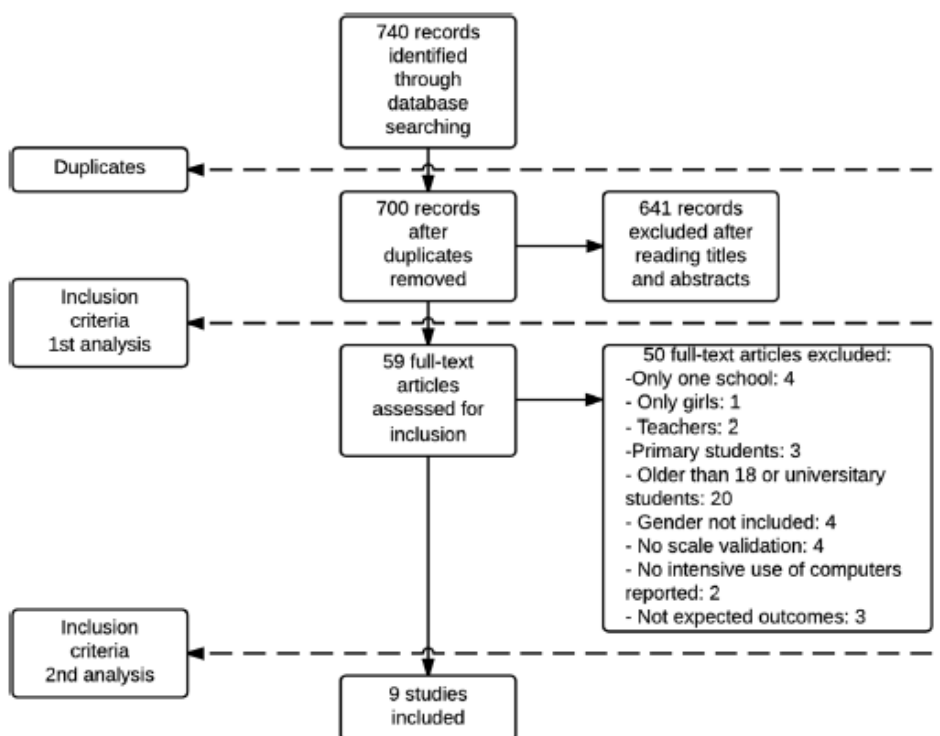 740 records
identified
through
database
searching
Duplicates
700 records
after
duplicates
removed
641 records
excluded after
reading titles
and abstracts
Inclusion
criteria
1st analysis
59 full-text
articles
assessed for
inclusion
50 full-text articles excluded:
-Only one school: 4
- Only girls: 1
- Teachers: 2
-Primary students: 3
- Older than 18 or universitary
students: 20
- Gender not included: 4
- No scale validation: 4
- No intensive use of computers
reported: 2
- Not expected outcomes: 3
Inclusion
criteria
2nd analysis
9 studies
included